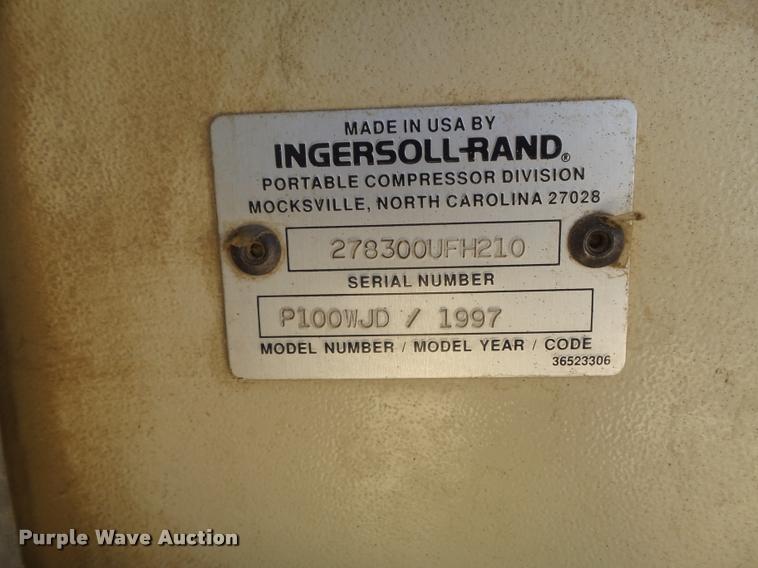 MADE IN USA BY
INGERSOLL-RAND®
PORTABLE COMPRESSOR DIVISION
MOCKSVILLE, NORTH CAROLINA 27028
278300UFH210
SERIAL NUMBER
P100WJD / 1997
MODEL NUMBER / MODEL YEAR / CODE
36523306
Purple Wave Auction